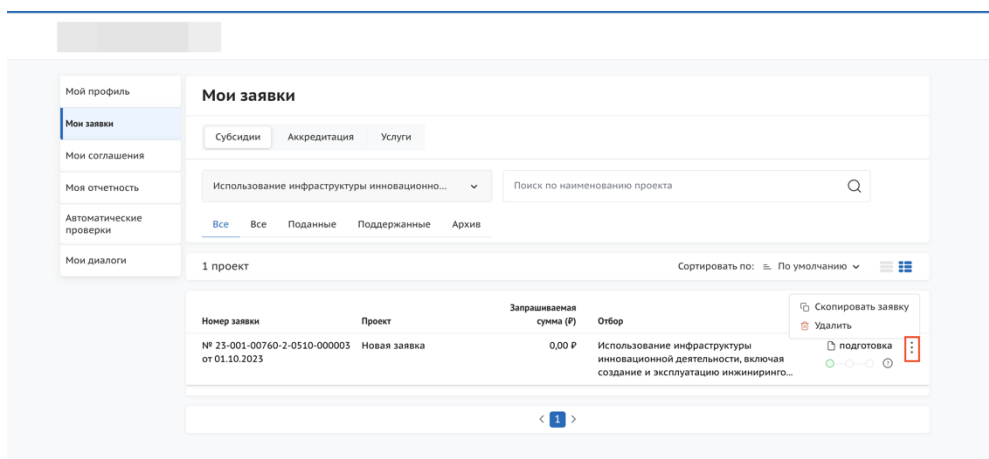 Мой профиль
Мои заявки
Мои соглашения
Моя отчетность
Автоматические
проверки
Мои диалоги
Мои заявки
Субсидии Аккредитация Услуги
Использование инфраструктуры инновационно... Поиск по наименованию проекта
Все Все Поданные Поддержанные Архив
1 проект Сортировать по: По умолчанию
Скопировать заявку
Удалить
Номер заявки Проект Запрашиваемая
сумма (₽) Отбор
№ 23-001-00760-2-0510-000003 Новая заявка 0,00 ₽ Использование инфраструктуры подготовка
от 01.10.2023 инновационной деятельности, включая
создание и эксплуатацию инжиниринго...
< 1 >